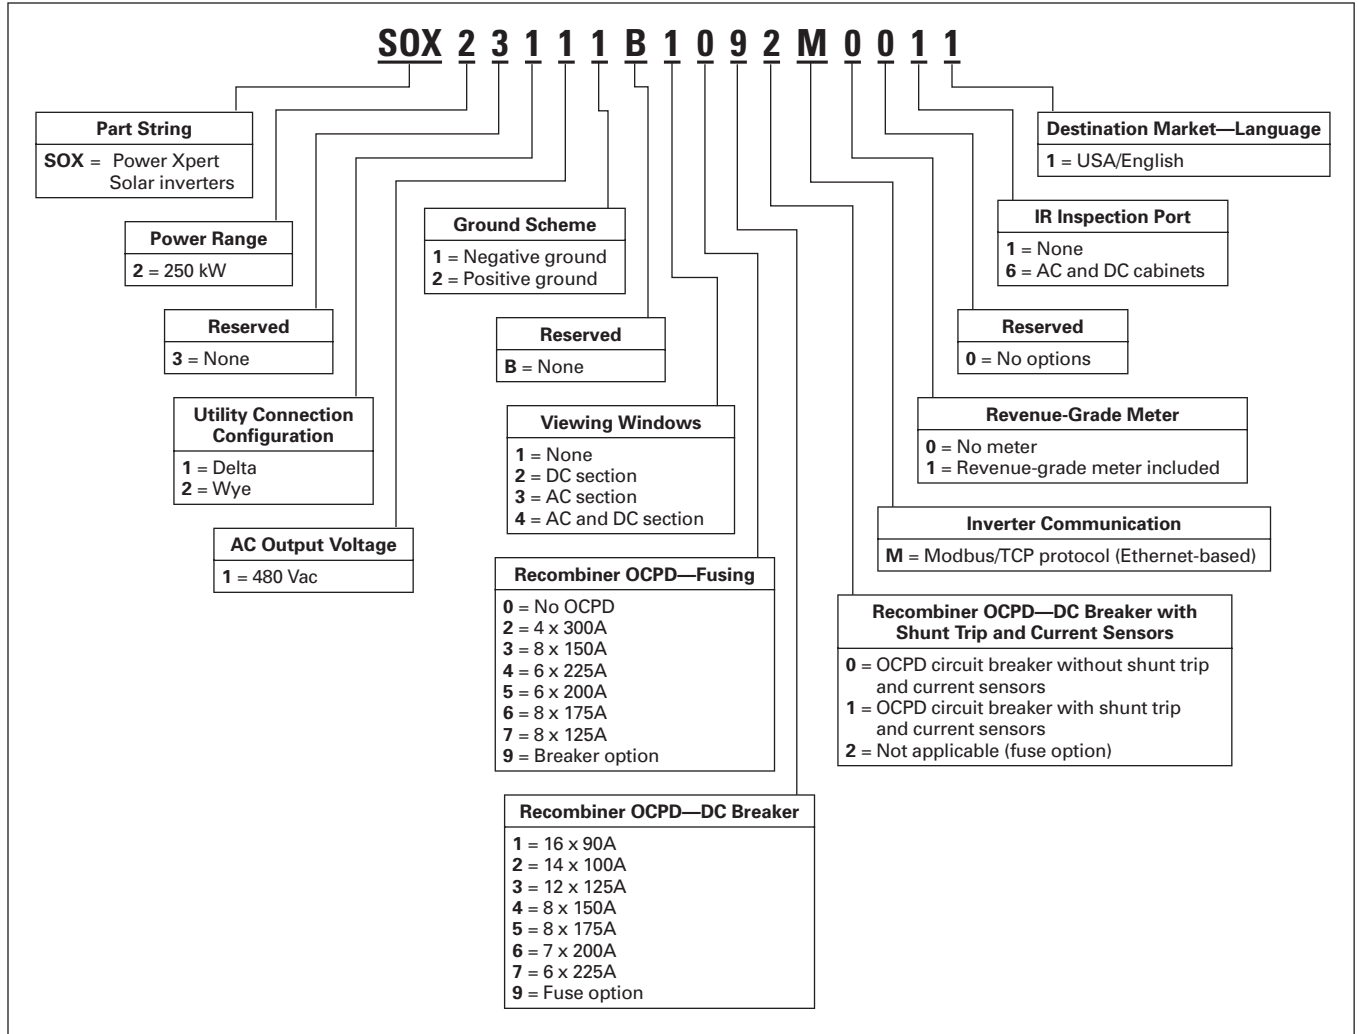 SOX 2 3 1 1 1 B 1 0 9 2 M 0 0 1 1
Part String
SOX = Power Xpert
Solar inverters
Power Range
2 = 250 kW
Reserved
3 = None
Utility Connection
Configuration
1 = Delta
2 = Wye
AC Output Voltage
1 = 480 Vac
Ground Scheme
1 = Negative ground
2 = Positive ground
Reserved
B = None
Viewing Windows
1 = None
2 = DC section
3 = AC section
4 = AC and DC section
Recombiner OCPD—Fusing
0 = No OCPD
2 = 4 x 300A
3 = 8 x 150A
4 = 6 x 225A
5 = 6 x 200A
6 = 8 x 175A
7 = 8 x 125A
9 = Breaker option
Recombiner OCPD—DC Breaker
1 = 16 x 90A
2 = 14 x 100A
3 = 12 x 125A
4 = 8 x 150A
5 = 8 x 175A
6 = 7 x 200A
7 = 6 x 225A
9 = Fuse option
Recombiner OCPD—DC Breaker with
Shunt Trip and Current Sensors
0 = OCPD circuit breaker without shunt trip
and current sensors
1 = OCPD circuit breaker with shunt trip
and current sensors
2 = Not applicable (fuse option)
Inverter Communication
M = Modbus/TCP protocol (Ethernet-based)
Revenue-Grade Meter
0 = No meter
1 = Revenue-grade meter included
Reserved
0 = No options
IR Inspection Port
1 = None
6 = AC and DC cabinets
Destination Market—Language
1 = USA/English